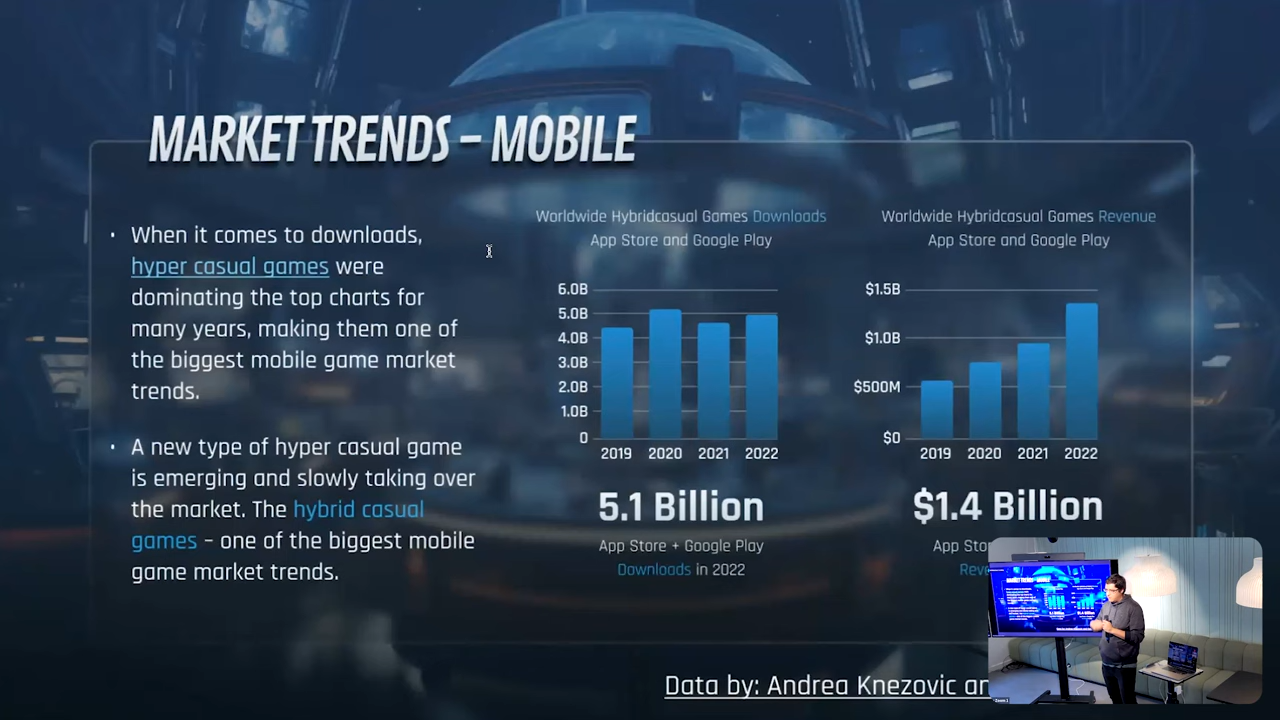 MARKET TRENDS – MOBILE
• When it comes to downloads,
hyper casual games were
dominating the top charts for
many years, making them one of
the biggest mobile game market
trends.
• A new type of hyper casual game
is emerging and slowly taking over
the market. The hybrid casual
games – one of the biggest mobile
game market trends.
Worldwide Hybridcasual Games Downloads
App Store and Google Play
6.0B
5.0B
4.0B
3.0B
2.0B
1.0B
0
2019 2020 2021 2022
5.1 Billion
App Store + Google Play
Downloads in 2022
Worldwide Hybridcasual Games Revenue
App Store and Google Play
$1.5B
$1.0B
$500M
$0
2019 2020 2021 2022
$1.4 Billion
App
Data by: Andrea Knezovic
MARKET TRENDS – MOBILE